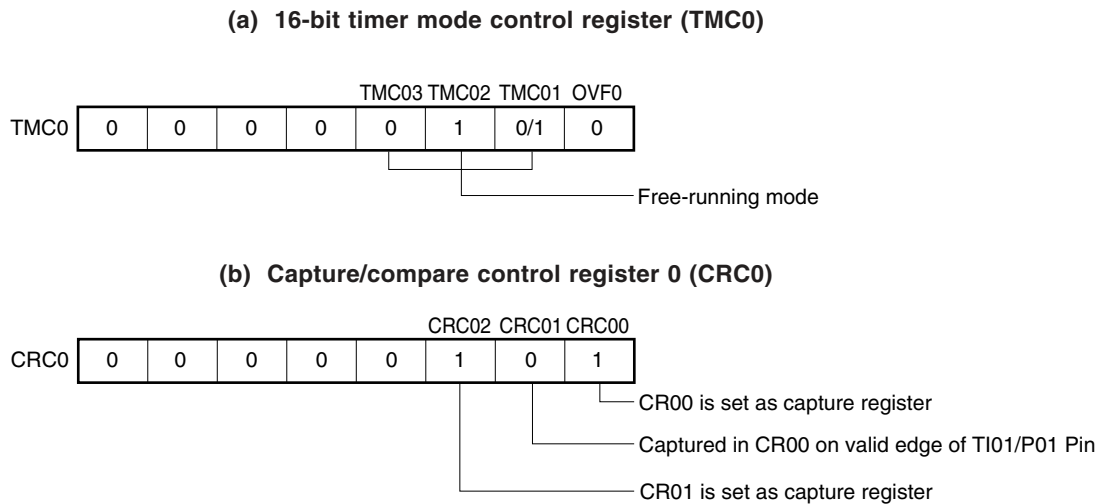 (a) 16-bit timer mode control register (TMC0)
TMC03 TMC02 TMC01 OVF0
TMC0 0 0 0 0 0 1 0/1 0
Free-running mode
(b) Capture/compare control register 0 (CRC0)
CRC02 CRC01 CRC00
CRC0 0 0 0 0 0 1 0 1
CR00 is set as capture register
Captured in CR00 on valid edge of TI01/P01 Pin
CR01 is set as capture register